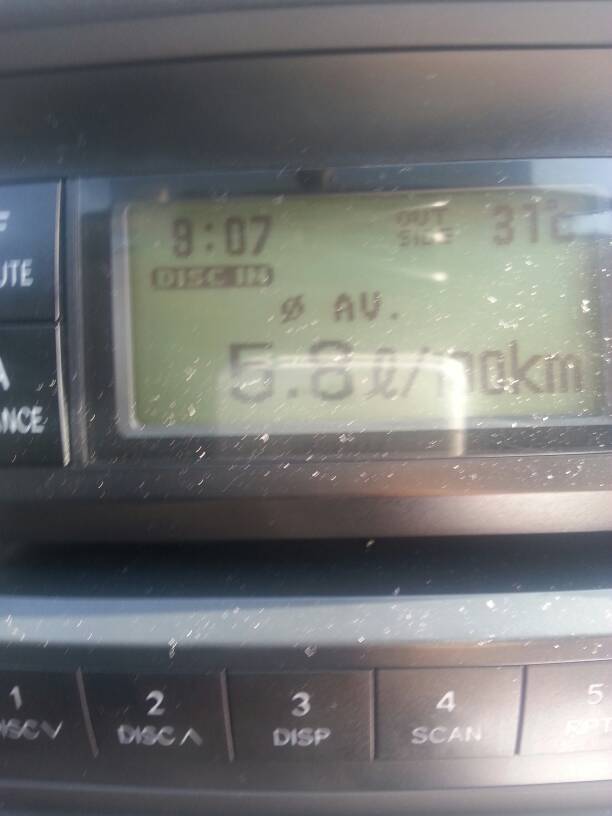 9:07 OUT SIDE 31°C
DISC IN
ø AV.
5.8 ℓ/100km
UTE
A
NCE
1 2 3 4 5
DISC∨ DISC∧ DISP SCAN RPT